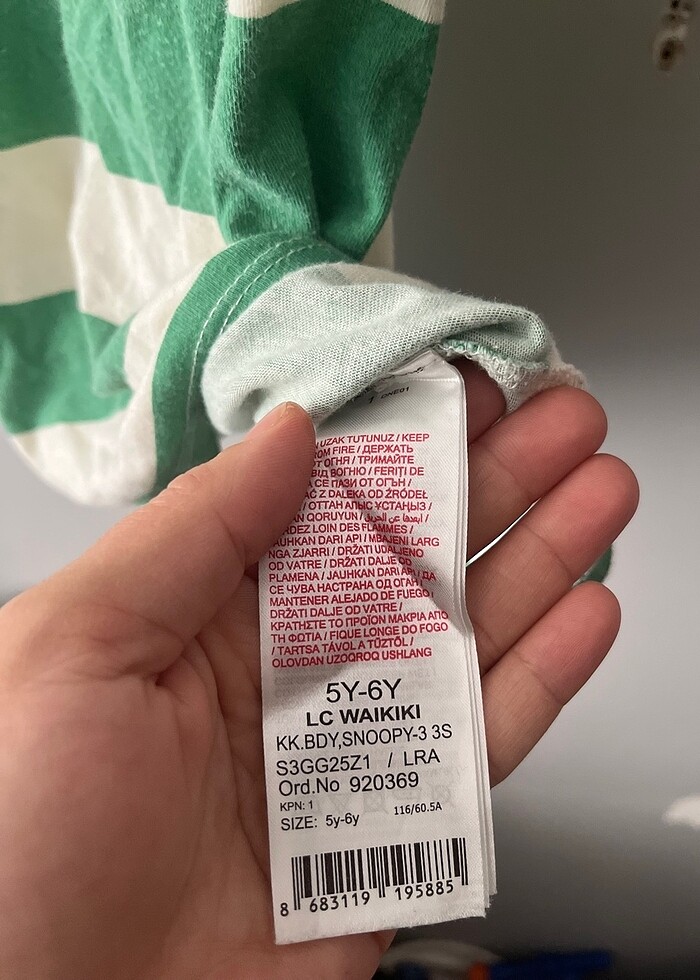 UZAK TUTUNUZ / KEEP
FROM FIRE / ДЕРЖАТЬ
ОТ ОГНЯ / ТРИМАЙТЕ
ВІД ВОГНЮ / FERITI DE
СЕ ПАЗИ ОТ ОГЪН /
Z DALEKA OD ŹRÓDEŁ
/ ОТТАН АЛЫС ҰСТАҢЫЗ /
QORUYUN / ابعدها عن الحريق /
LOIN DES FLAMMES /
JAUHKAN DARI API / MBAJENI LARG
NGA ZJARRI / DRŽATI UDALJENO
OD VATRE / DRŽATI DALJE OD
PLAMENA / JAUHKAN DARI API / ДА
СЕ ЧУВА НАСТРАНА ОД ОГАН /
MANTENER ALEJADO DE FUEGO /
DRŽATI DALJE OD VATRE /
ΚΡΑΤΗΣΤΕ ΤΟ ΠΡΟΪΟΝ ΜΑΚΡΙΑ ΑΠΟ
ΤΗ ΦΩΤΙΑ / FIQUE LONGE DO FOGO
/ TARTSA TÁVOL A TŰZTŐL /
OLOVDAN UZOQROQ USHLANG
5Y-6Y
LC WAIKIKI
KK.BDY,SNOOPY-3 3S
S3GG25Z1 / LRA
Ord.No 920369
KPN: 1
116/60.5A
SIZE: 5y-6y
8 683119 195885